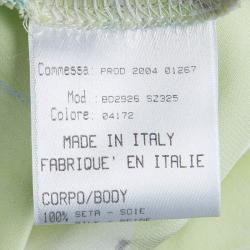 Commessa: PROD 2004 01267
Mod: BD2926 SZ325
Colore: 04172
MADE IN ITALY
FABRIQUE' EN ITALIE
CORPO/BODY
100% SETA - SOIE